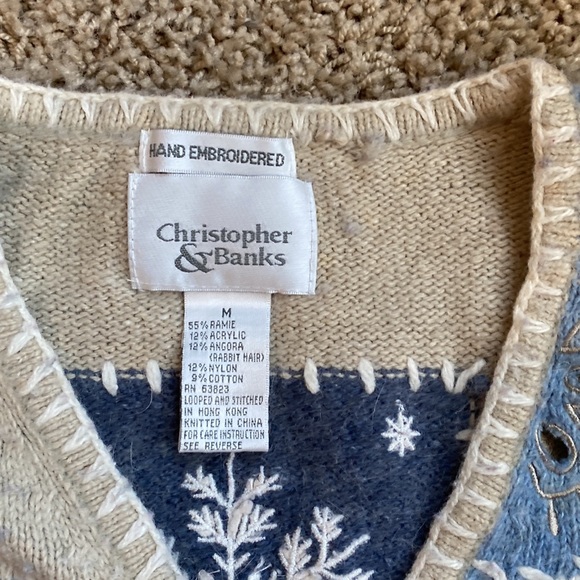 HAND EMBROIDERED
Christopher
& Banks
M
55% RAMIE
12% ACRYLIC
12% ANGORA
(RABBIT HAIR)
12% NYLON
9% COTTON
RN 63823
LOOPED AND STITCHED
IN HONG KONG
KNITTED IN CHINA
FOR CARE INSTRUCTION
SEE REVERSE